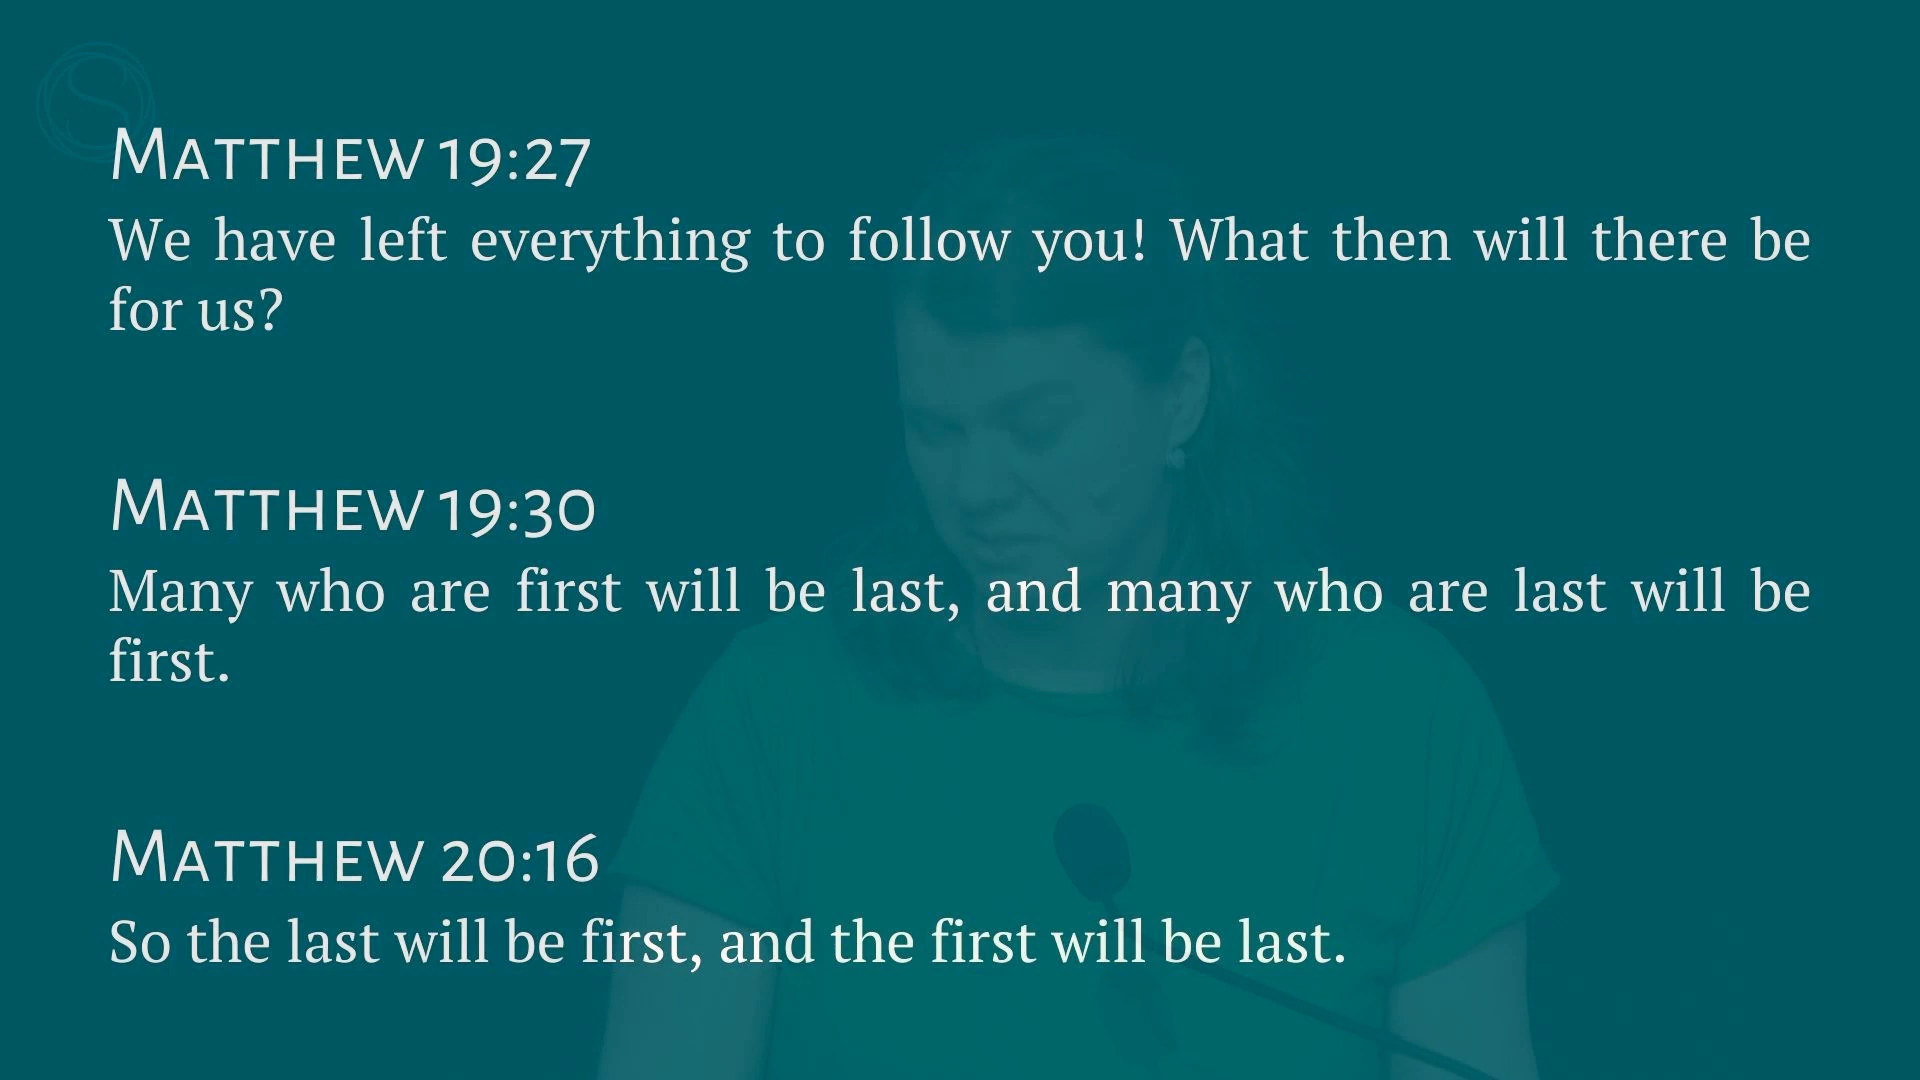 Matthew 19:27
We have left everything to follow you! What then will there be
for us?
Matthew 19:30
Many who are first will be last, and many who are last will be
first.
Matthew 20:16
So the last will be first, and the first will be last.